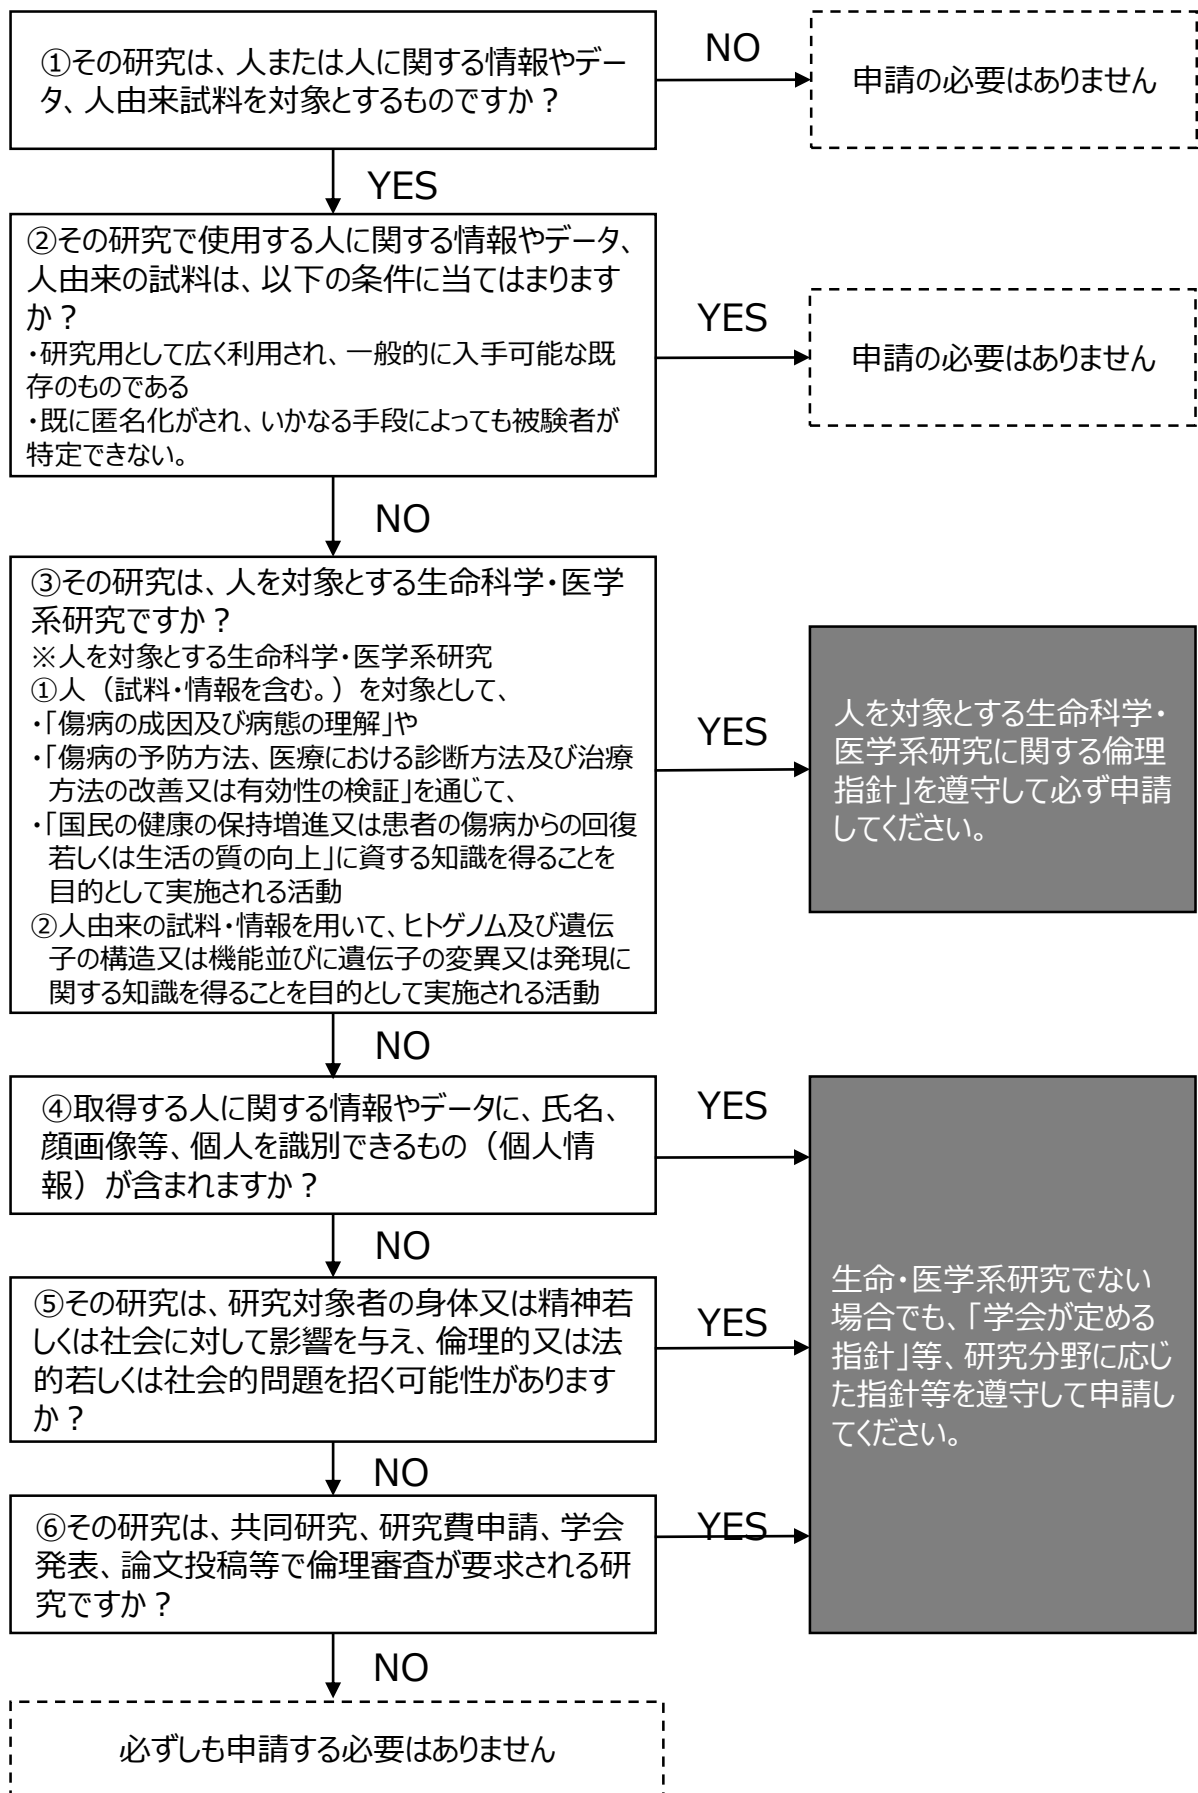 ①その研究は、人または人に関する情報やデー
タ、人由来試料を対象とするものですか？
NO
申請の必要はありません
YES
②その研究で使用する人に関する情報やデータ、
人由来の試料は、以下の条件に当てはまります
か？
・研究用として広く利用され、一般的に入手可能な既
存のものである
・既に匿名化がされ、いかなる手段によっても被験者が
特定できない。
YES
申請の必要はありません
NO
③その研究は、人を対象とする生命科学・医学
系研究ですか？
※人を対象とする生命科学・医学系研究
①人（試料・情報を含む。）を対象として、
・「傷病の成因及び病態の理解」や
・「傷病の予防方法、医療における診断方法及び治療
方法の改善又は有効性の検証」を通じて、
・「国民の健康の保持増進又は患者の傷病からの回復
若しくは生活の質の向上」に資する知識を得ることを
目的として実施される活動
②人由来の試料・情報を用いて、ヒトゲノム及び遺伝
子の構造又は機能並びに遺伝子の変異又は発現に
関する知識を得ることを目的として実施される活動
YES
人を対象とする生命科学・
医学系研究に関する倫理
指針」を遵守して必ず申請
してください。
NO
④取得する人に関する情報やデータに、氏名、
顔画像等、個人を識別できるもの（個人情
報）が含まれますか？
YES
NO
⑤その研究は、研究対象者の身体又は精神若
しくは社会に対して影響を与え、倫理的又は法
的若しくは社会的問題を招く可能性があります
か？
YES
生命・医学系研究でない
場合でも、「学会が定める
指針」等、研究分野に応じ
た指針等を遵守して申請し
てください。
NO
⑥その研究は、共同研究、研究費申請、学会
発表、論文投稿等で倫理審査が要求される研
究ですか？
YES
NO
必ずしも申請する必要はありません